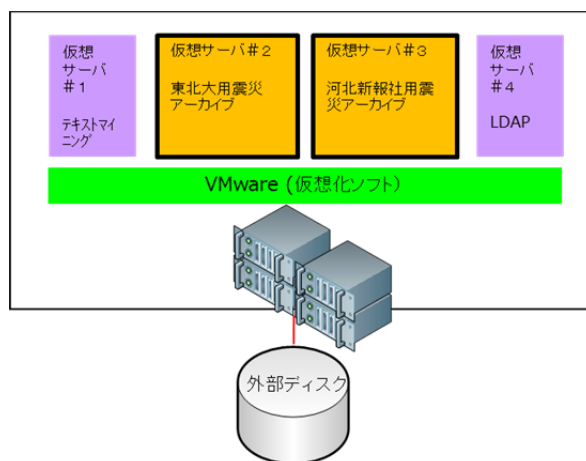 仮想
サーバ
#1
テキストマイ
ニング
仮想サーバ#2
東北大用震災
アーカイブ
仮想サーバ#3
河北新報社用震
災アーカイブ
仮想
サーバ
#4
LDAP
VMware (仮想化ソフト)
外部ディスク